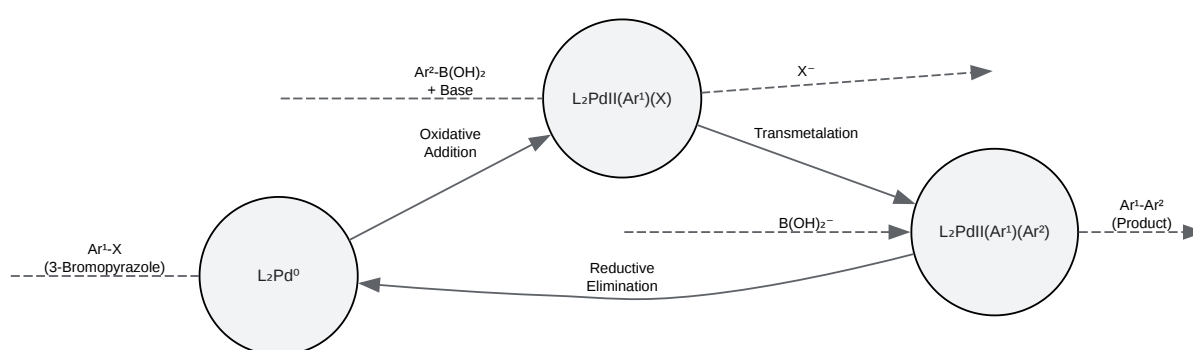 Ar²-B(OH)₂
+ Base
X⁻
L₂PdII(Ar¹)(X)
Oxidative
Addition
Transmetalation
Ar¹-Ar²
(Product)
B(OH)₂⁻
L₂PdII(Ar¹)(Ar²)
Ar¹-X
(3-Bromopyrazole)
L₂Pd⁰
Reductive
Elimination